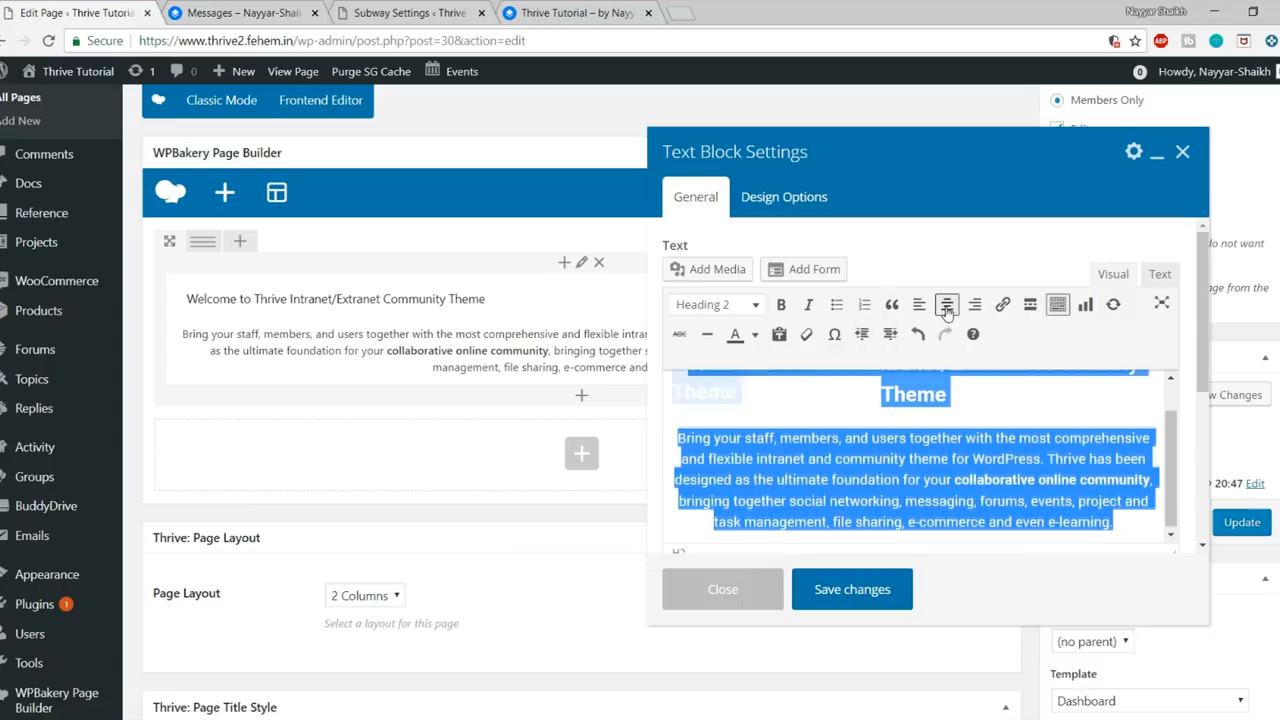 Edit Page ‹ Thrive Tutoria
Messages – Nayyar-Shaik
Subway Settings ‹ Thrive
Thrive Tutorial – by Nayy
Nayyar Shaikh
Secure
https://www.thrive2.fehem.in/wp-admin/post.php?post=30&action=edit
Thrive Tutorial
1
0
New
View Page
Purge SG Cache
Events
0
Howdy, Nayyar-Shaikh
All Pages
Add New
Comments
Docs
Reference
Projects
WooCommerce
Products
Forums
Topics
Replies
Activity
Groups
BuddyDrive
Emails
Appearance
Plugins 1
Users
Tools
WPBakery Page
Builder
Classic Mode
Frontend Editor
WPBakery Page Builder
Welcome to Thrive Intranet/Extranet Community Theme
Bring your staff, members, and users together with the most comprehensive and flexible intra
as the ultimate foundation for your collaborative online community, bringing together s
management, file sharing, e-commerce and
Thrive: Page Layout
Page Layout
2 Columns
Select a layout for this page
Thrive: Page Title Style
Text Block Settings
General
Design Options
Text
Add Media
Add Form
Visual
Text
Heading 2
B
I
ABC
A
Theme
Theme
Bring your staff, members, and users together with the most comprehensive
and flexible intranet and community theme for WordPress. Thrive has been
designed as the ultimate foundation for your collaborative online community,
bringing together social networking, messaging, forums, events, project and
task management, file sharing, e-commerce and even e-learning.
H2
Close
Save changes
Members Only
do not want
w Changes
20:47 Edit
Update
(no parent)
Template
Dashboard